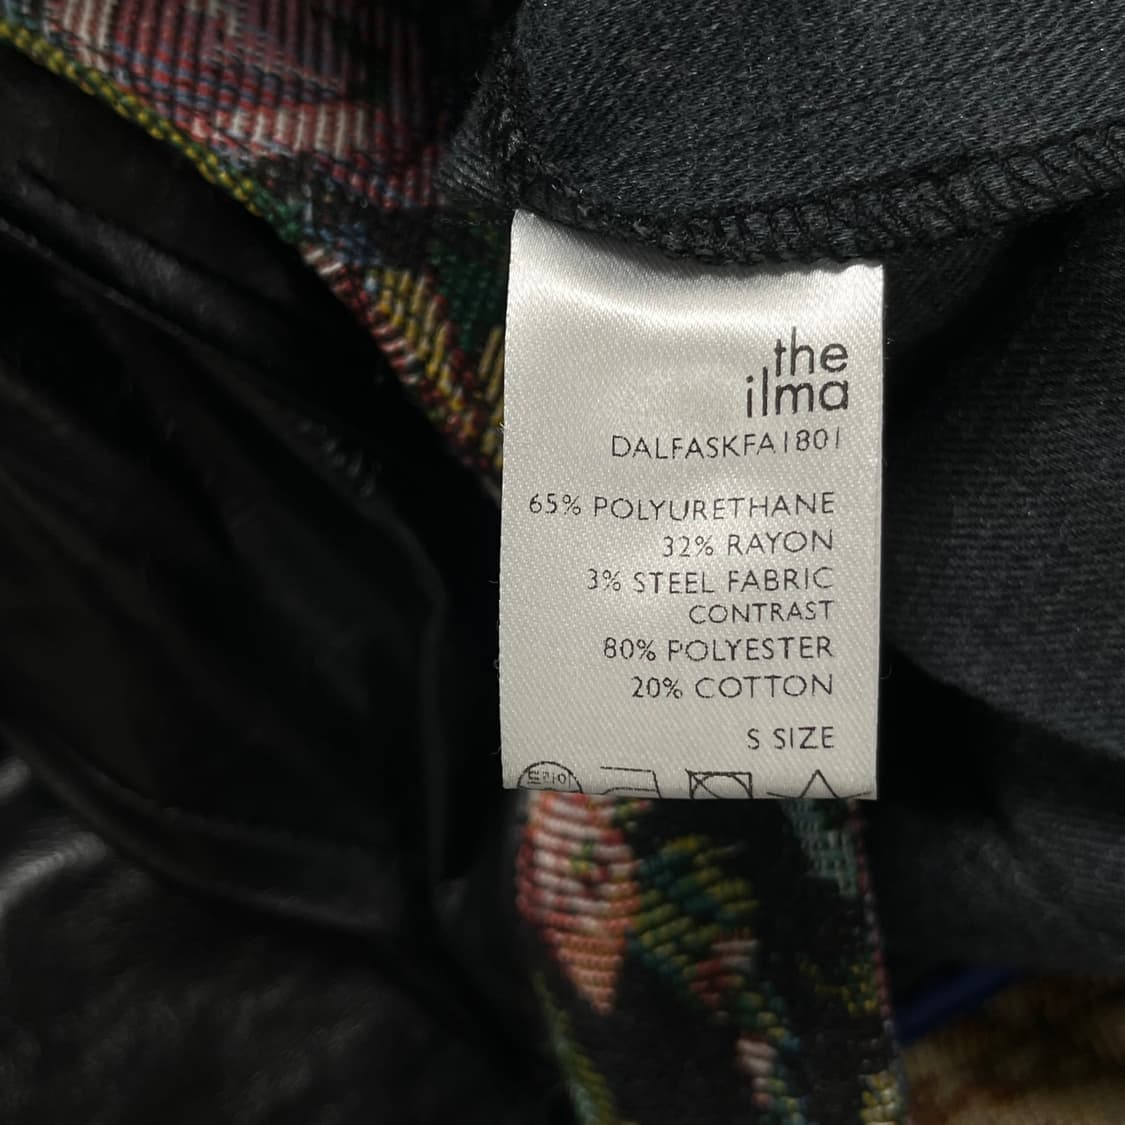 the
ilma
DALFASKFA1801
65% POLYURETHANE
32% RAYON
3% STEEL FABRIC
CONTRAST
80% POLYESTER
20% COTTON
S SIZE